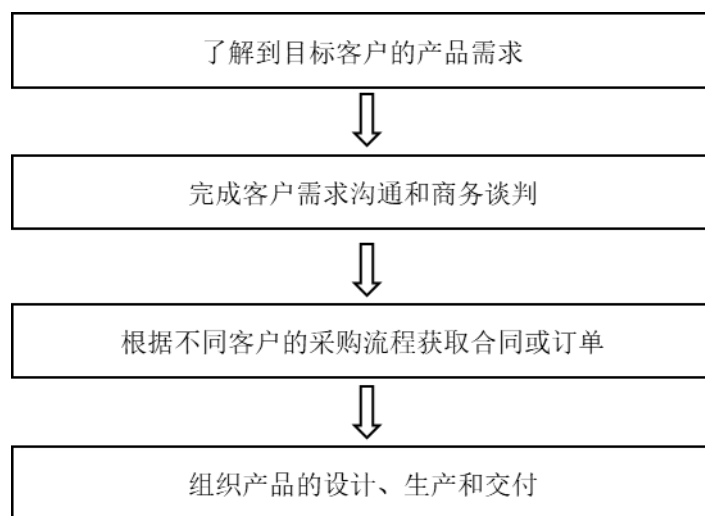 了解到目标客户的产品需求
完成客户需求沟通和商务谈判
根据不同客户的采购流程获取合同或订单
组织产品的设计、生产和交付